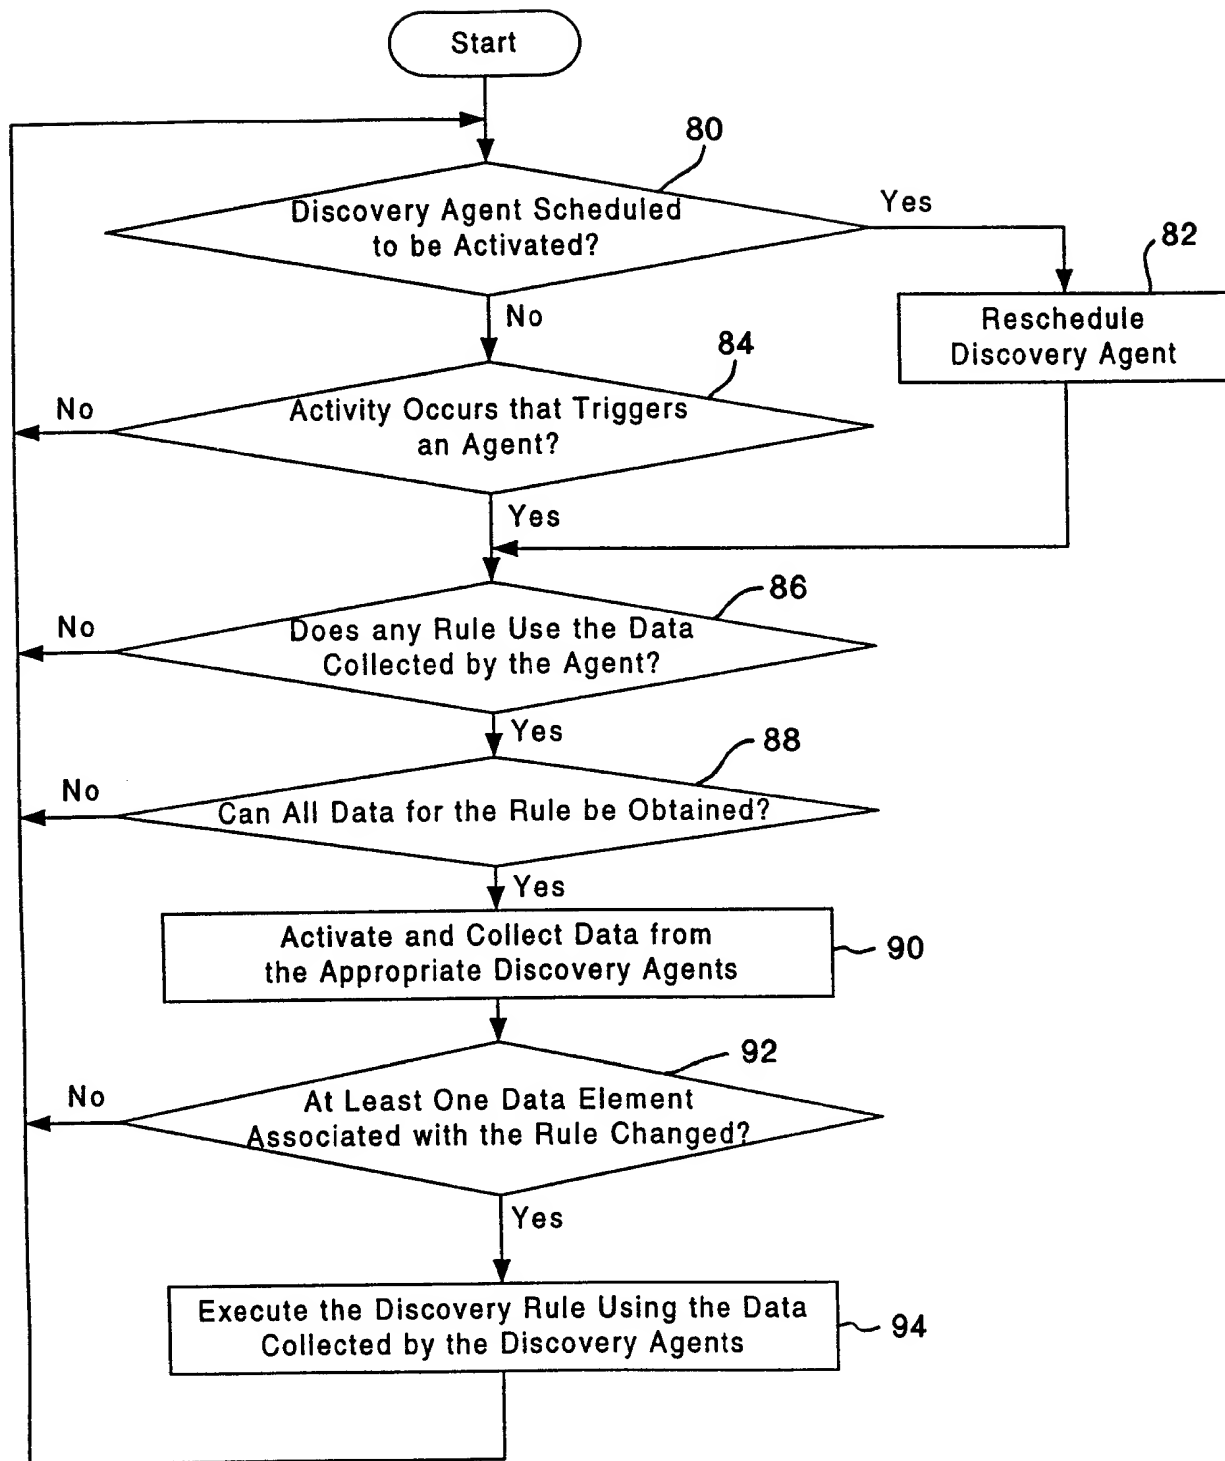 Start
80
Discovery Agent Scheduled
to be Activated?
Yes
82
Reschedule
Discovery Agent
No
84
Activity Occurs that Triggers
an Agent?
No
Yes
86
Does any Rule Use the Data
Collected by the Agent?
No
Yes
88
Can All Data for the Rule be Obtained?
No
Yes
Activate and Collect Data from
the Appropriate Discovery Agents
90
92
At Least One Data Element
Associated with the Rule Changed?
No
Yes
Execute the Discovery Rule Using the Data
Collected by the Discovery Agents
94